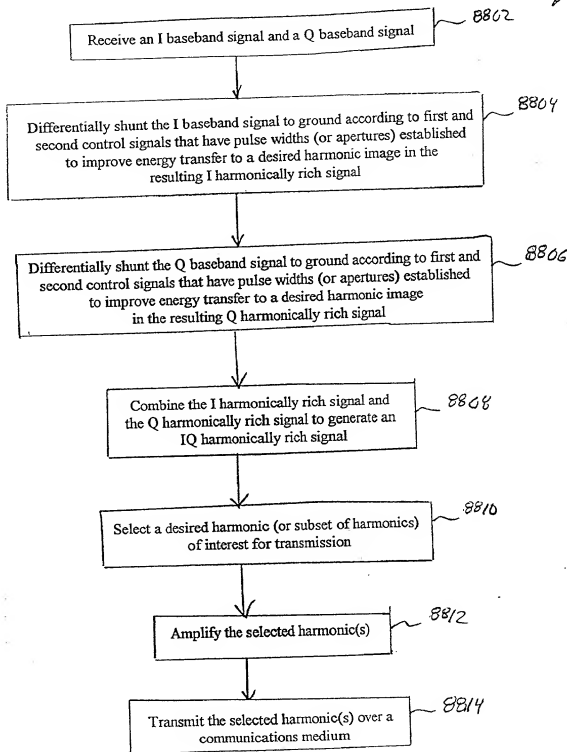 Receive an I baseband signal and a Q baseband signal
8802
Differentially shunt the I baseband signal to ground according to first and
second control signals that have pulse widths (or apertures) established
to improve energy transfer to a desired harmonic image in the
resulting I harmonically rich signal
8804
Differentially shunt the Q baseband signal to ground according to first and
second control signals that have pulse widths (or apertures) established
to improve energy transfer to a desired harmonic image
in the resulting Q harmonically rich signal
8806
Combine the I harmonically rich signal and
the Q harmonically rich signal to generate an
IQ harmonically rich signal
8808
Select a desired harmonic (or subset of harmonics)
of interest for transmission
8810
Amplify the selected harmonic(s)
8812
Transmit the selected harmonic(s) over a
communications medium
8814